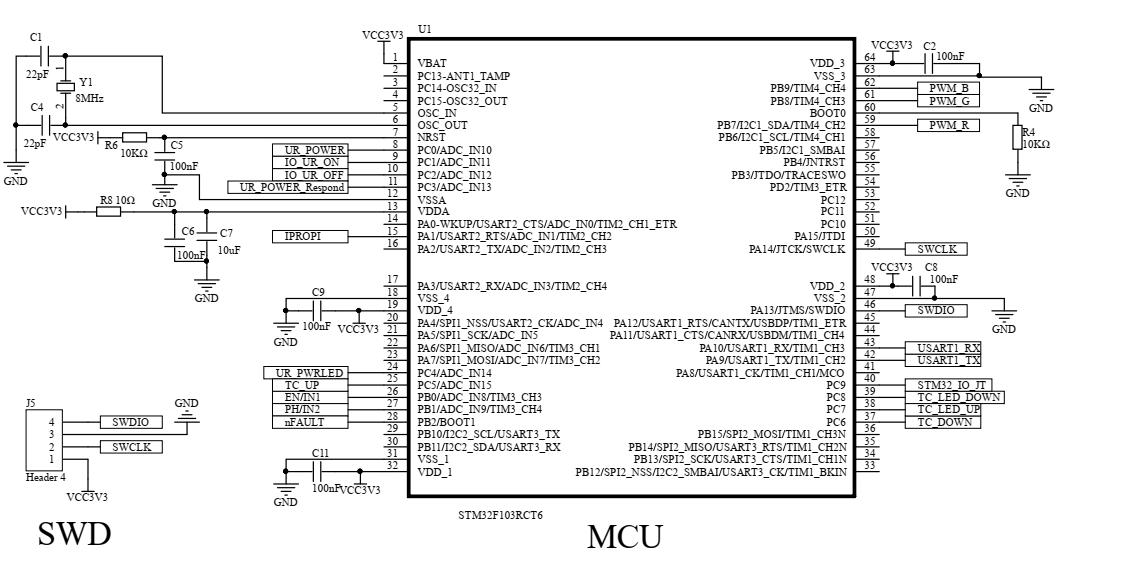 U1
VCC3V3
1 VBAT
2 PC13-ANT1_TAMP
3 PC14-OSC32_IN
4 PC15-OSC32_OUT
5 OSC_IN
6 OSC_OUT
7 NRST
8 PC0/ADC_IN10
9 PC1/ADC_IN11
10 PC2/ADC_IN12
11 PC3/ADC_IN13
12 VSSA
13 VDDA
14 PA0-WKUP/USART2_CTS/ADC_IN0/TIM2_CH1_ETR
15 PA1/USART2_RTS/ADC_IN1/TIM2_CH2
16 PA2/USART2_TX/ADC_IN2/TIM2_CH3
17 PA3/USART2_RX/ADC_IN3/TIM2_CH4
18 VSS_4
19 VDD_4
20 PA4/SPI1_NSS/USART2_CK/ADC_IN4
21 PA5/SPI1_SCK/ADC_IN5
22 PA6/SPI1_MISO/ADC_IN6/TIM3_CH1
23 PA7/SPI1_MOSI/ADC_IN7/TIM3_CH2
24 PC4/ADC_IN14
25 PC5/ADC_IN15
26 PB0/ADC_IN8/TIM3_CH3
27 PB1/ADC_IN9/TIM3_CH4
28 PB2/BOOT1
29 PB10/I2C2_SCL/USART3_TX
30 PB11/I2C2_SDA/USART3_RX
31 VSS_1
32 VDD_1
VDD_3 64
VSS_3 63
PB9/TIM4_CH4 62
PB8/TIM4_CH3 61
BOOT0 60
PB7/I2C1_SDA/TIM4_CH2 59
PB6/I2C1_SCL/TIM4_CH1 58
PB5/I2C1_SMBAI 57
PB4/JNTRST 56
PB3/JTDO/TRACESWO 55
PD2/TIM3_ETR 54
PC12 53
PC11 52
PC10 51
PA15/JTDI 50
PA14/JTCK/SWCLK 49
VDD_2 48
VSS_2 47
PA13/JTMS/SWDIO 46
PA12/USART1_RTS/CANTX/USBDP/TIM1_ETR 45
PA11/USART1_CTS/CANRX/USBDM/TIM1_CH4 44
PA10/USART1_RX/TIM1_CH3 43
PA9/USART1_TX/TIM1_CH2 42
PA8/USART1_CK/TIM1_CH1/MCO 41
PC9 40
PC8 39
PC7 38
PC6 37
PB15/SPI2_MOSI/TIM1_CH3N 36
PB14/SPI2_MISO/USART3_RTS/TIM1_CH2N 35
PB13/SPI2_SCK/USART3_CTS/TIM1_CH1N 34
PB12/SPI2_NSS/I2C2_SMBAI/USART3_CK/TIM1_BKIN 33
C1
22pF
1
Y1
8MHz
2
C4
22pF
GND
VCC3V3
R6
10KΩ
C5
100nF
GND
UR_POWER
IO_UR_ON
IO_UR_OFF
UR_POWER_Respond
VCC3V3
R8 10Ω
C6
100nF
C7
10uF
GND
IPROPI
C9
100nF
GND
VCC3V3
UR_PWRLED
TC_UP
EN/IN1
PH/IN2
nFAULT
C11
100nF
VCC3V3
GND
VCC3V3
C2
100nF
GND
PWM_B
PWM_G
PWM_R
R4
10KΩ
GND
SWCLK
VCC3V3
C8
100nF
GND
SWDIO
USART1_RX
USART1_TX
STM32_IO_JT
TC_LED_DOWN
TC_LED_UP
TC_DOWN
J5
GND
4 SWDIO
3
2 SWCLK
1
Header 4
VCC3V3
STM32F103RCT6
SWD
MCU